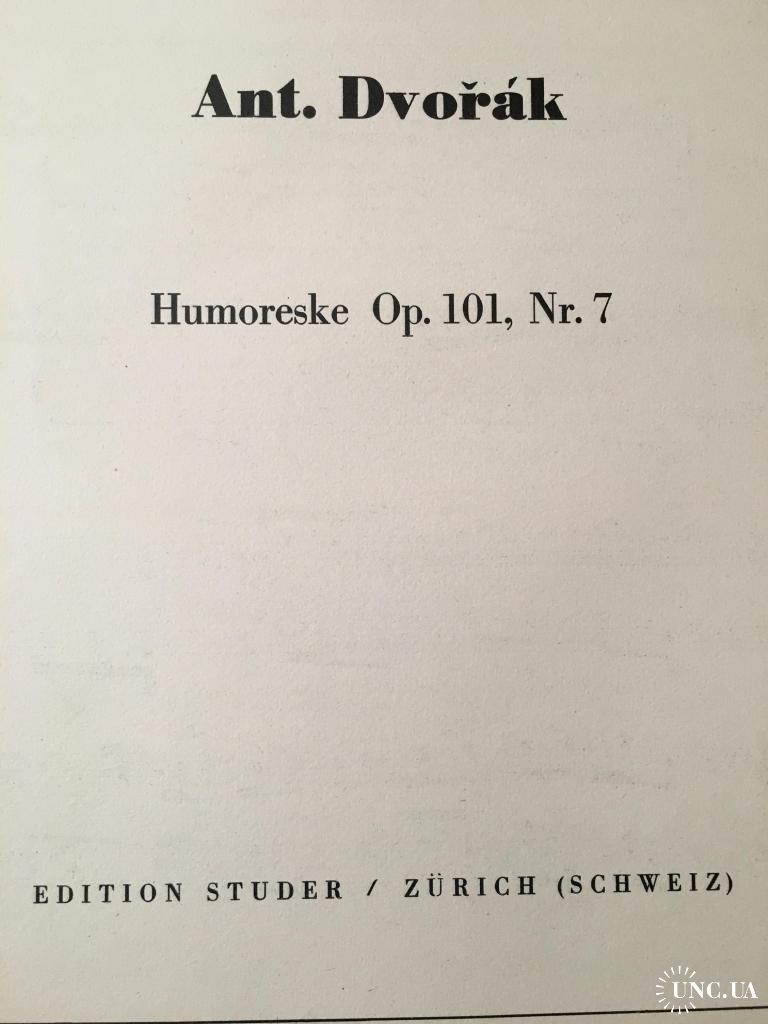 Ant. Dvořák
Humoreske Op. 101, Nr. 7
EDITION STUDER / ZÜRICH (SCHWEIZ)
UNC.UA